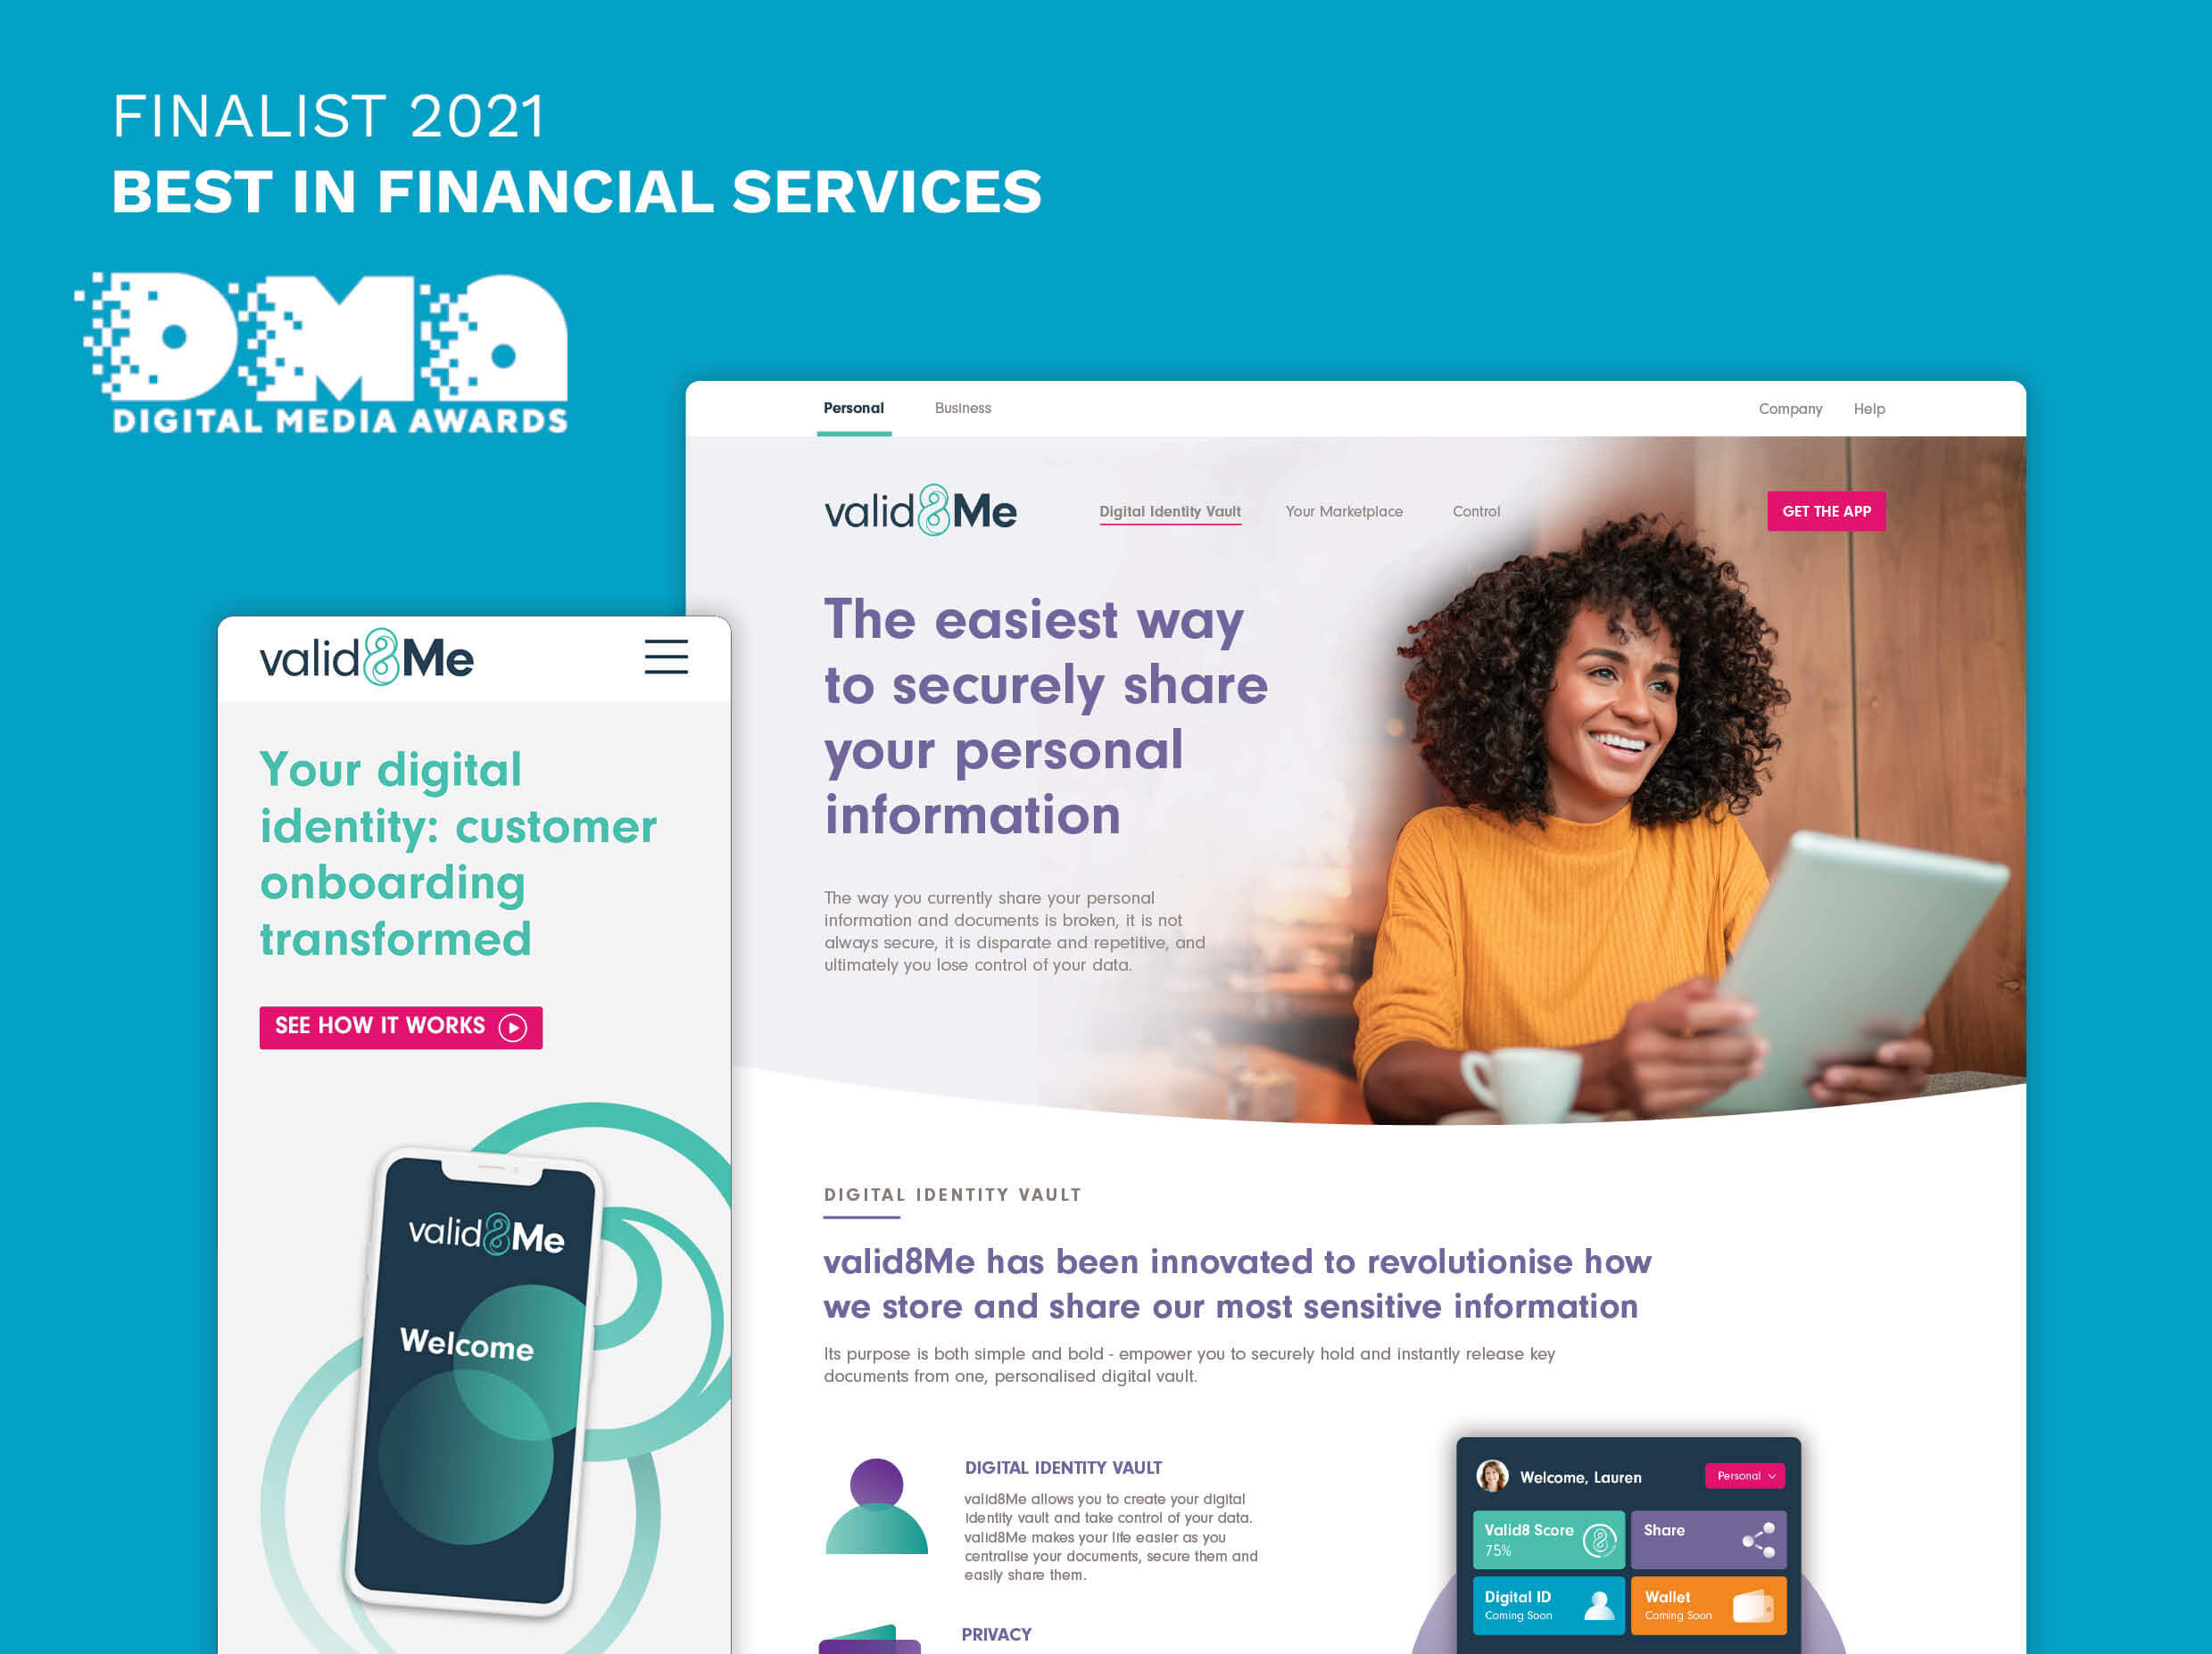 FINALIST 2021
BEST IN FINANCIAL SERVICES
DMA
DIGITAL MEDIA AWARDS
Personal
Business
Company
Help
valid8Me
Digital Identity Vault
Your Marketplace
Control
GET THE APP
The easiest way
to securely share
your personal
information
The way you currently share your personal
information and documents is broken, it is not
always secure, it is disparate and repetitive, and
ultimately you lose control of your data.
valid8Me
Your digital
identity: customer
onboarding
transformed
SEE HOW IT WORKS
valid8Me
Welcome
DIGITAL IDENTITY VAULT
valid8Me has been innovated to revolutionise how
we store and share our most sensitive information
Its purpose is both simple and bold - empower you to securely hold and instantly release key
documents from one, personalised digital vault.
DIGITAL IDENTITY VAULT
valid8Me allows you to create your digital
identity vault and take control of your data.
valid8Me makes your life easier as you
centralise your documents, secure them and
easily share them.
PRIVACY
Welcome, Lauren
Personal
Valid8 Score
75%
Share
Digital ID
Coming Soon
Wallet
Coming Soon